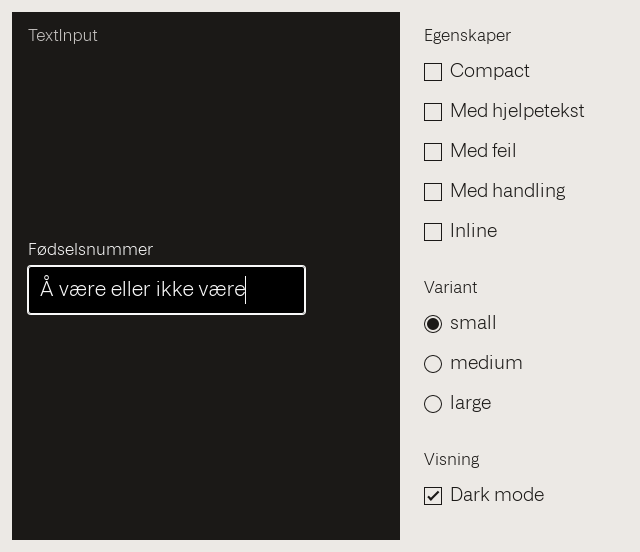 TextInput
Fødselsnummer
Å være eller ikke være
Egenskaper
Compact
Med hjelpetekst
Med feil
Med handling
Inline
Variant
small
medium
large
Visning
Dark mode